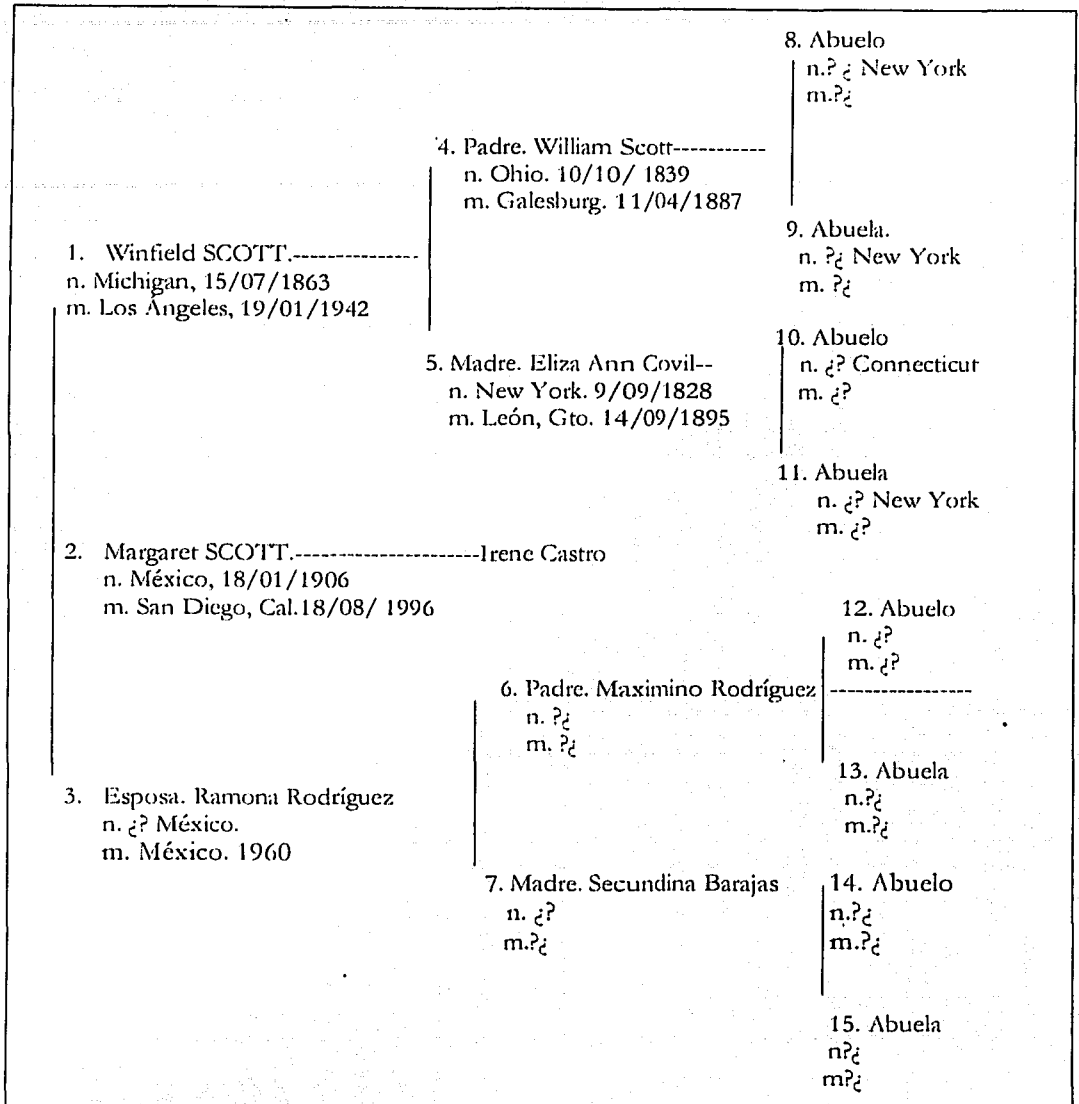 8. Abuelo
n.? ¿ New York
m.?¿
4. Padre. William Scott-----------
n. Ohio. 10/10/ 1839
m. Galesburg. 11/04/1887
9. Abuela.
n. ?¿ New York
m. ?¿
1. Winfield SCOTT.----------------
n. Michigan, 15/07/1863
m. Los Ángeles, 19/01/1942
10. Abuelo
n. ¿? Connecticut
m. ¿?
5. Madre. Eliza Ann Covil--
n. New York. 9/09/1828
m. León, Gto. 14/09/1895
11. Abuela
n. ¿? New York
m. ¿?
2. Margaret SCOTT.-----------------------Irene Castro
n. México, 18/01/1906
m. San Diego, Cal.18/08/ 1996
12. Abuelo
n. ¿?
m. ¿?
6. Padre. Maximino Rodríguez -----------------
n. ?¿
m. ?¿
13. Abuela
n.?¿
m.?¿
3. Esposa. Ramona Rodríguez
n. ¿? México.
m. México. 1960
7. Madre. Secundina Barajas
n. ¿?
m.?¿
14. Abuelo
n.?¿
m.?¿
15. Abuela
n?¿
m?¿